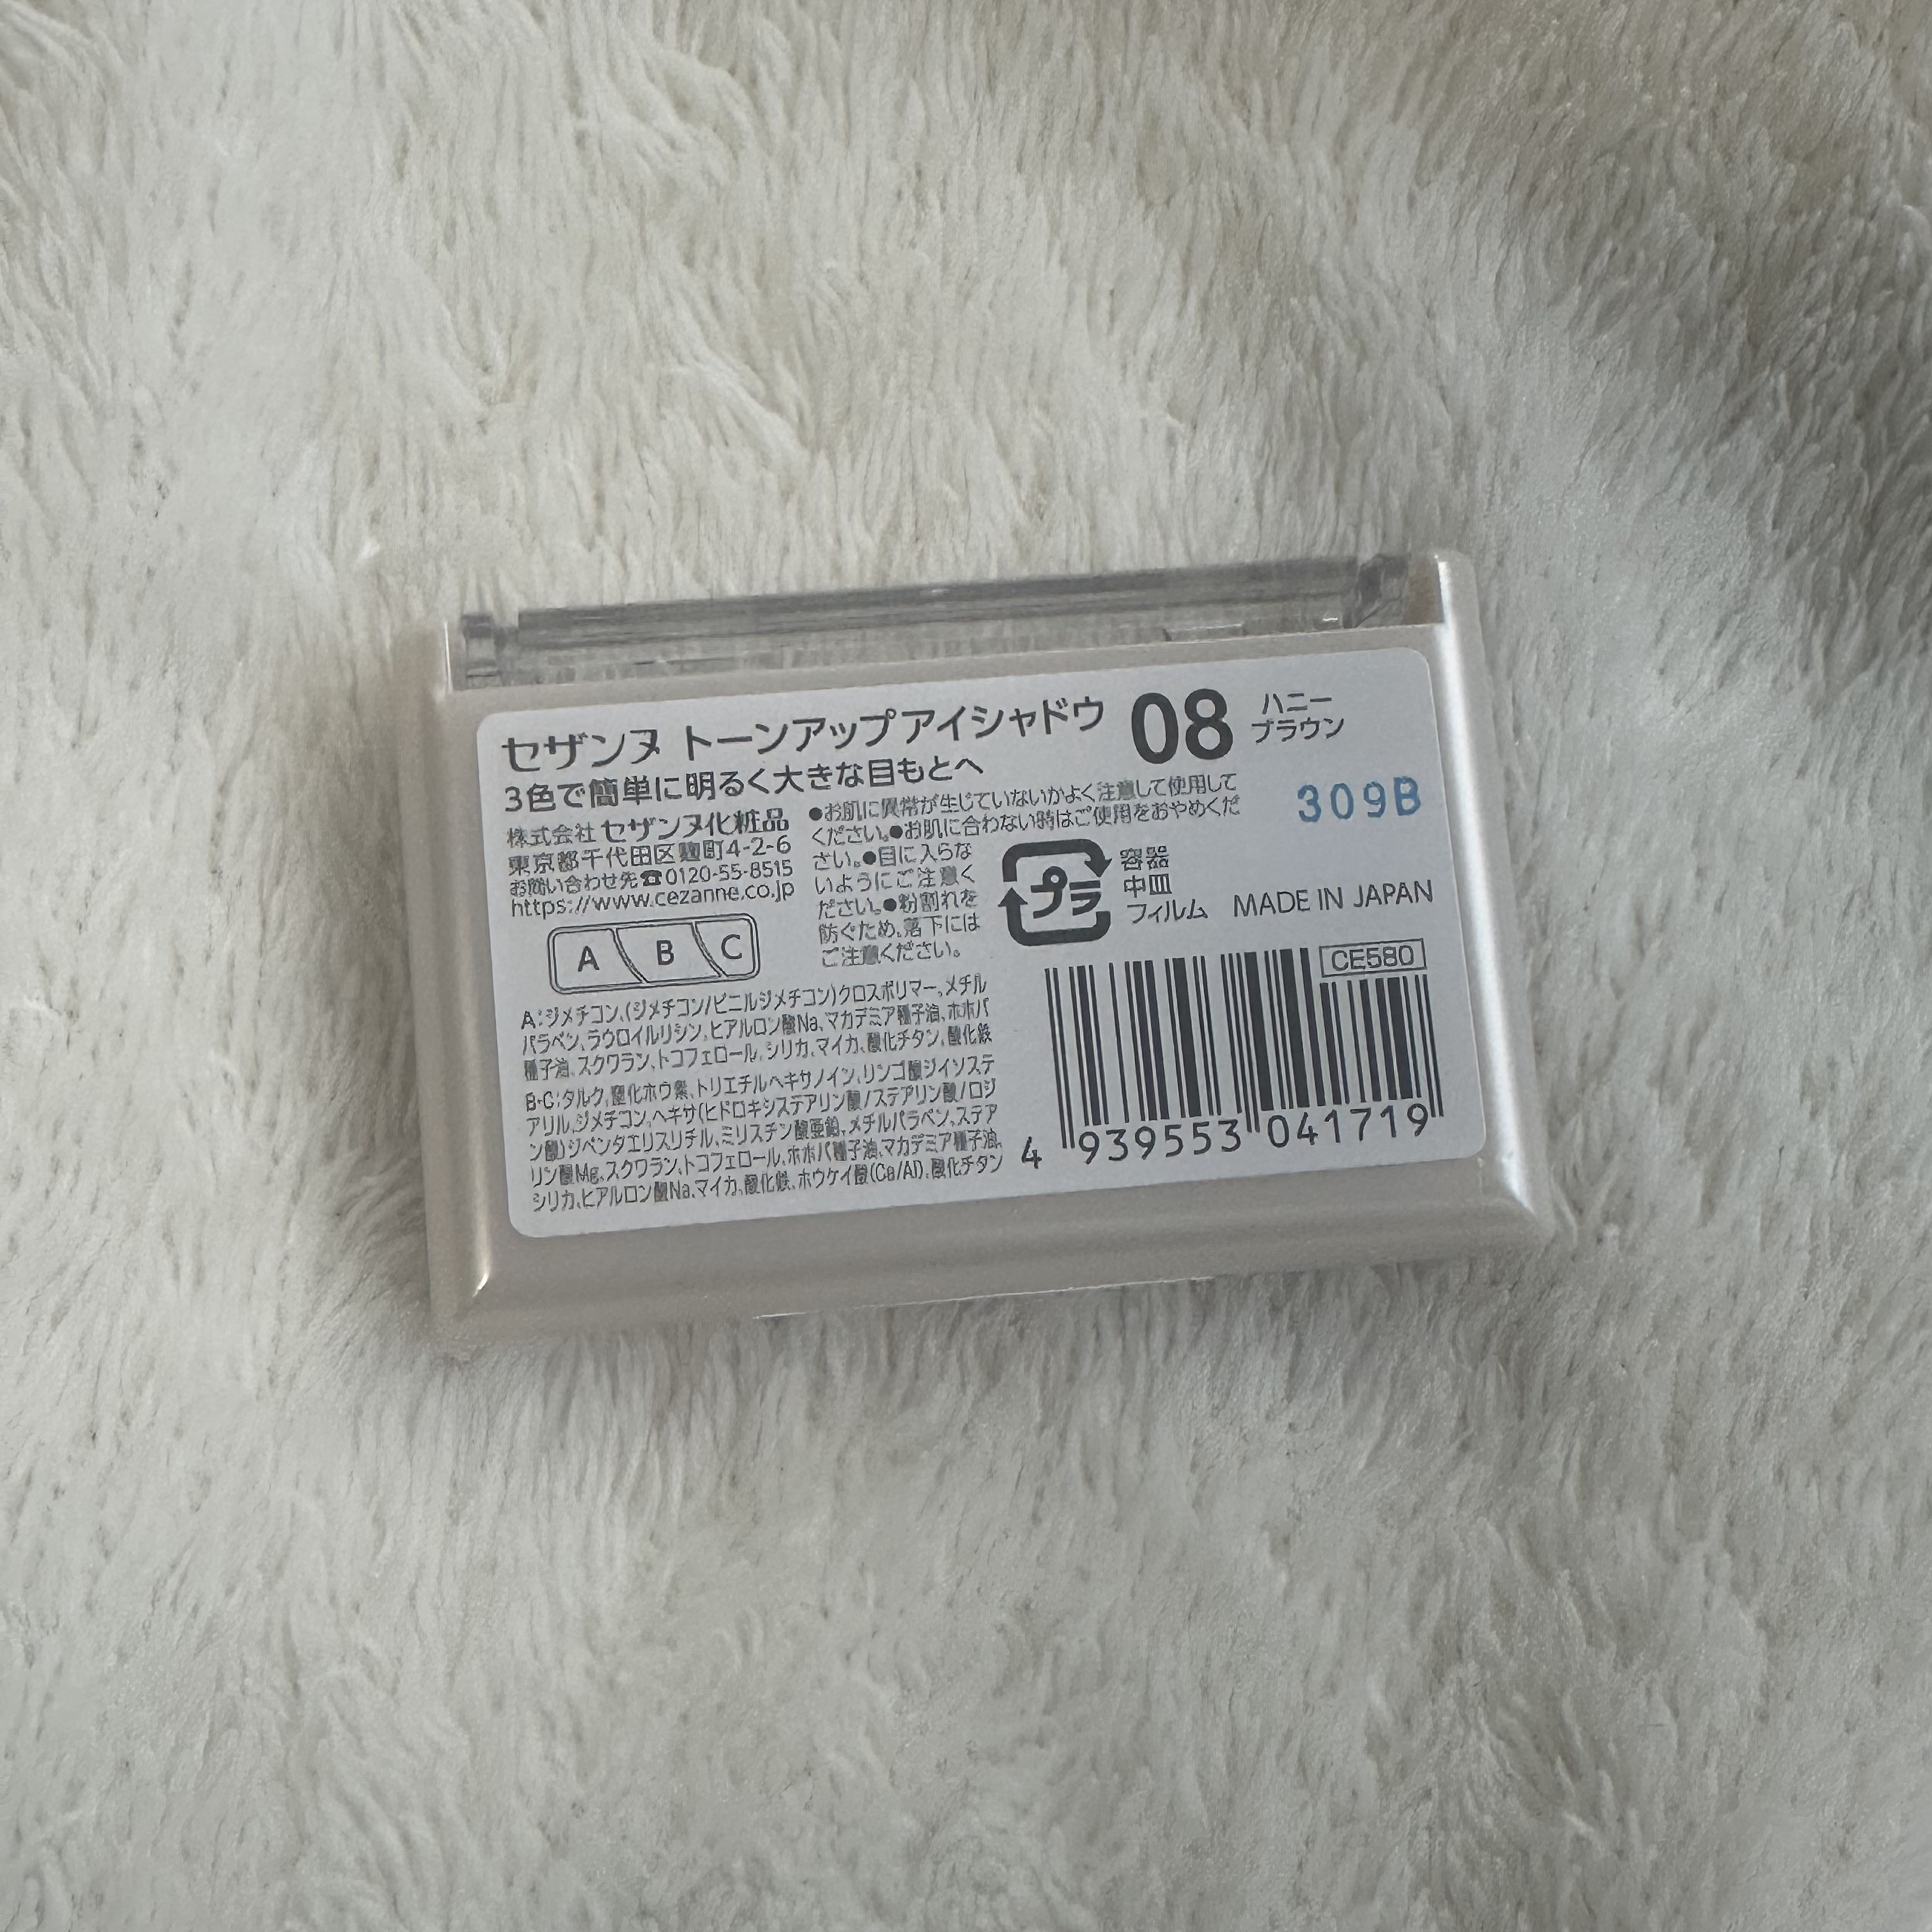 セザンヌ トーンアップアイシャドウ 08 ハニー
ブラウン
3色で簡単に明るく大きな目もとへ
309B
株式会社 セザンヌ化粧品
東京都千代田区麹町4-2-6
お問い合わせ先☎0120-55-8515
https://www.cezanne.co.jp
●お肌に異常が生じていないかよく注意して使用して
ください。●お肌に合わない時はご使用をおやめくだ
さい。●目に入らな
いようにご注意く
ださい。●粉割れを
防ぐため、落下には
ご注意ください。
プラ
容器
中皿
フィルム
MADE IN JAPAN
A B C
A:ジメチコン、(ジメチコン/ビニルジメチコン)クロスポリマー、メチル
パラベン、ラウロイルリシン、ヒアルロン酸Na、マカデミア種子油、ホホバ
種子油、スクワラン、トコフェロール、シリカ、マイカ、酸化チタン、酸化鉄
B・C:タルク、窒化ホウ素、トリエチルヘキサノイン、リンゴ酸ジイソステ
アリル、ジメチコン、ヘキサ(ヒドロキシステアリン酸/ステアリン酸/ロジ
ン酸)ジペンタエリスリチル、ミリスチン酸亜鉛、メチルパラベン、ステア
リン酸Mg、スクワラン、トコフェロール、ホホバ種子油、マカデミア種子油、
シリカ、ヒアルロン酸Na、マイカ、酸化鉄、ホウケイ酸(Ca/Al)、酸化チタン
CE580
4 939553 041719